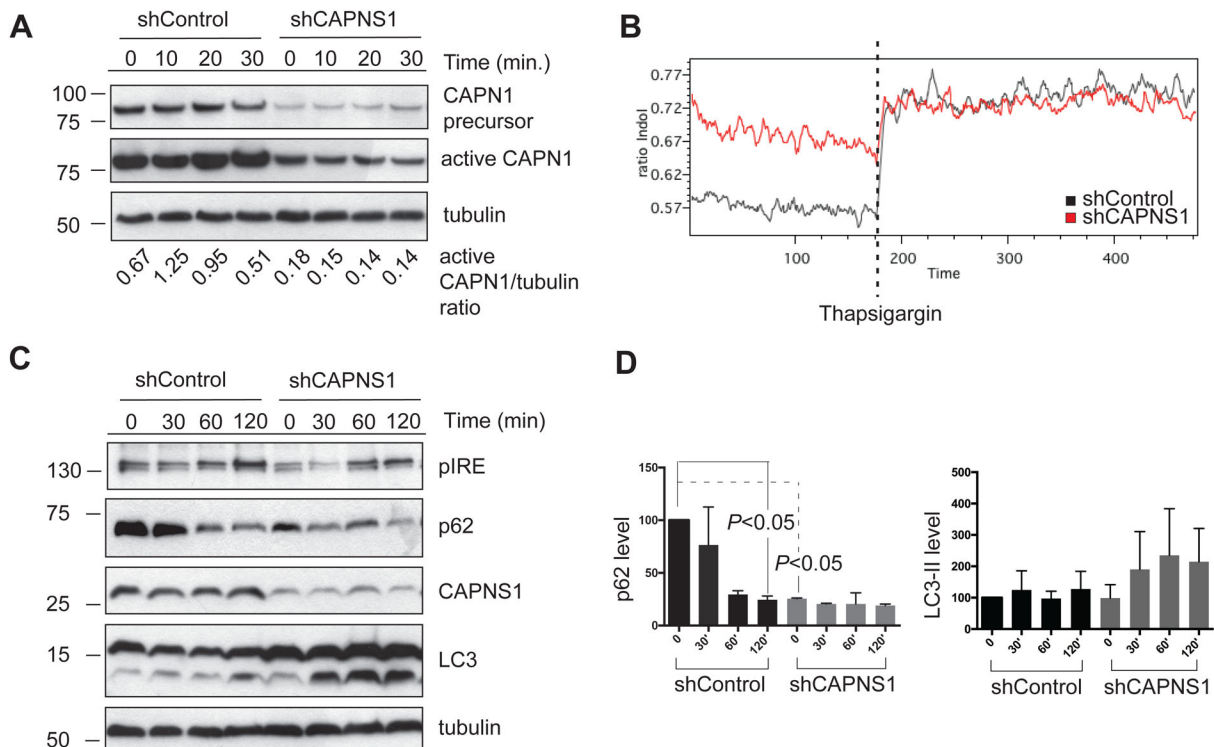 A
shControl shCAPNS1
0 10 20 30 0 10 20 30 Time (min.)
100
75
CAPN1
precursor
75
active CAPN1
50
tubulin
0.67 1.25 0.95 0.51 0.18 0.15 0.14 0.14
active
CAPN1/tubulin
ratio
B
0.77
0.72
0.67
0.62
0.57
ratio Indol
shControl
shCAPNS1
100 200 300 400
Time
Thapsigargin
C
shControl shCAPNS1
0 30 60 120 0 30 60 120 Time (min)
130
pIRE
75
p62
25
CAPNS1
15
LC3
50
tubulin
D
p62 level
150
100
50
0
P<0.05
P<0.05
0 30' 60' 120' 0 30' 60' 120'
shControl shCAPNS1
LC3-II level
500
400
300
200
100
0
0 30' 60' 120' 0 30' 60' 120'
shControl shCAPNS1